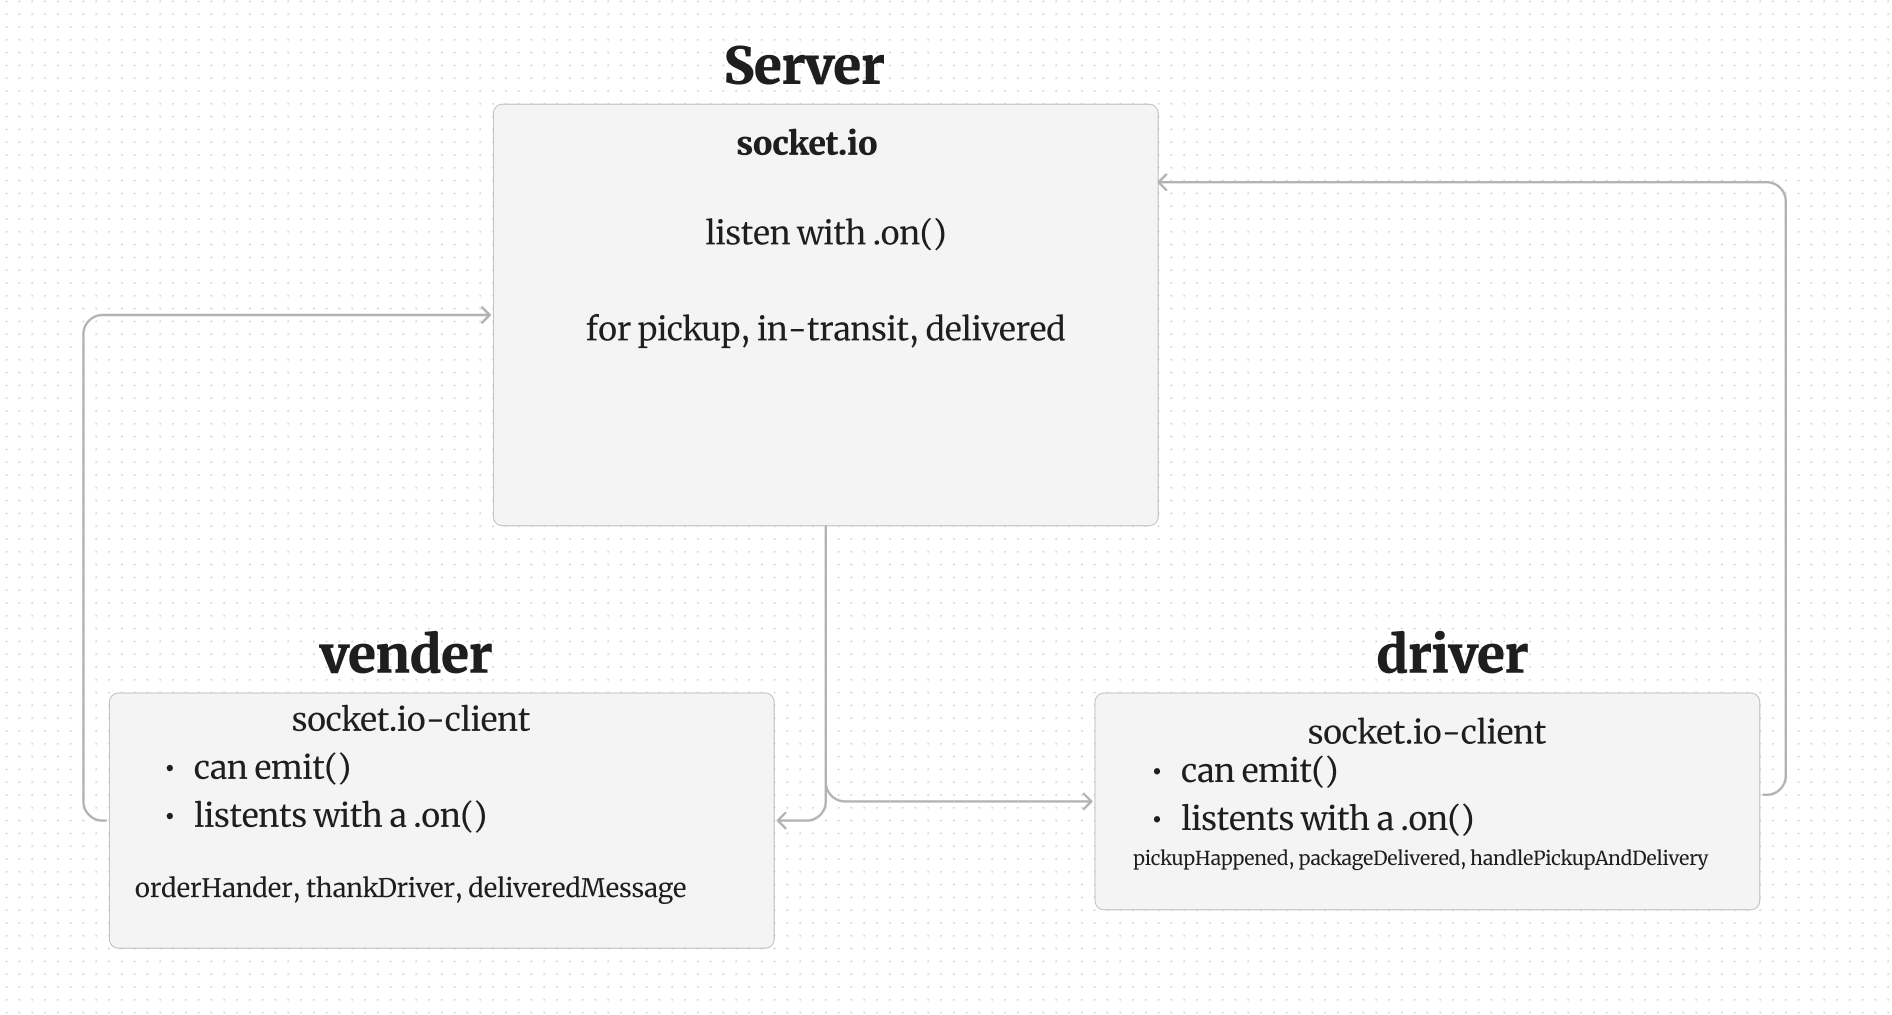 Server
socket.io
listen with .on()
for pickup, in-transit, delivered
vender
socket.io-client
• can emit()
• listents with a .on()
orderHander, thankDriver, deliveredMessage
driver
socket.io-client
• can emit()
• listents with a .on()
pickupHappened, packageDelivered, handlePickupAndDelivery